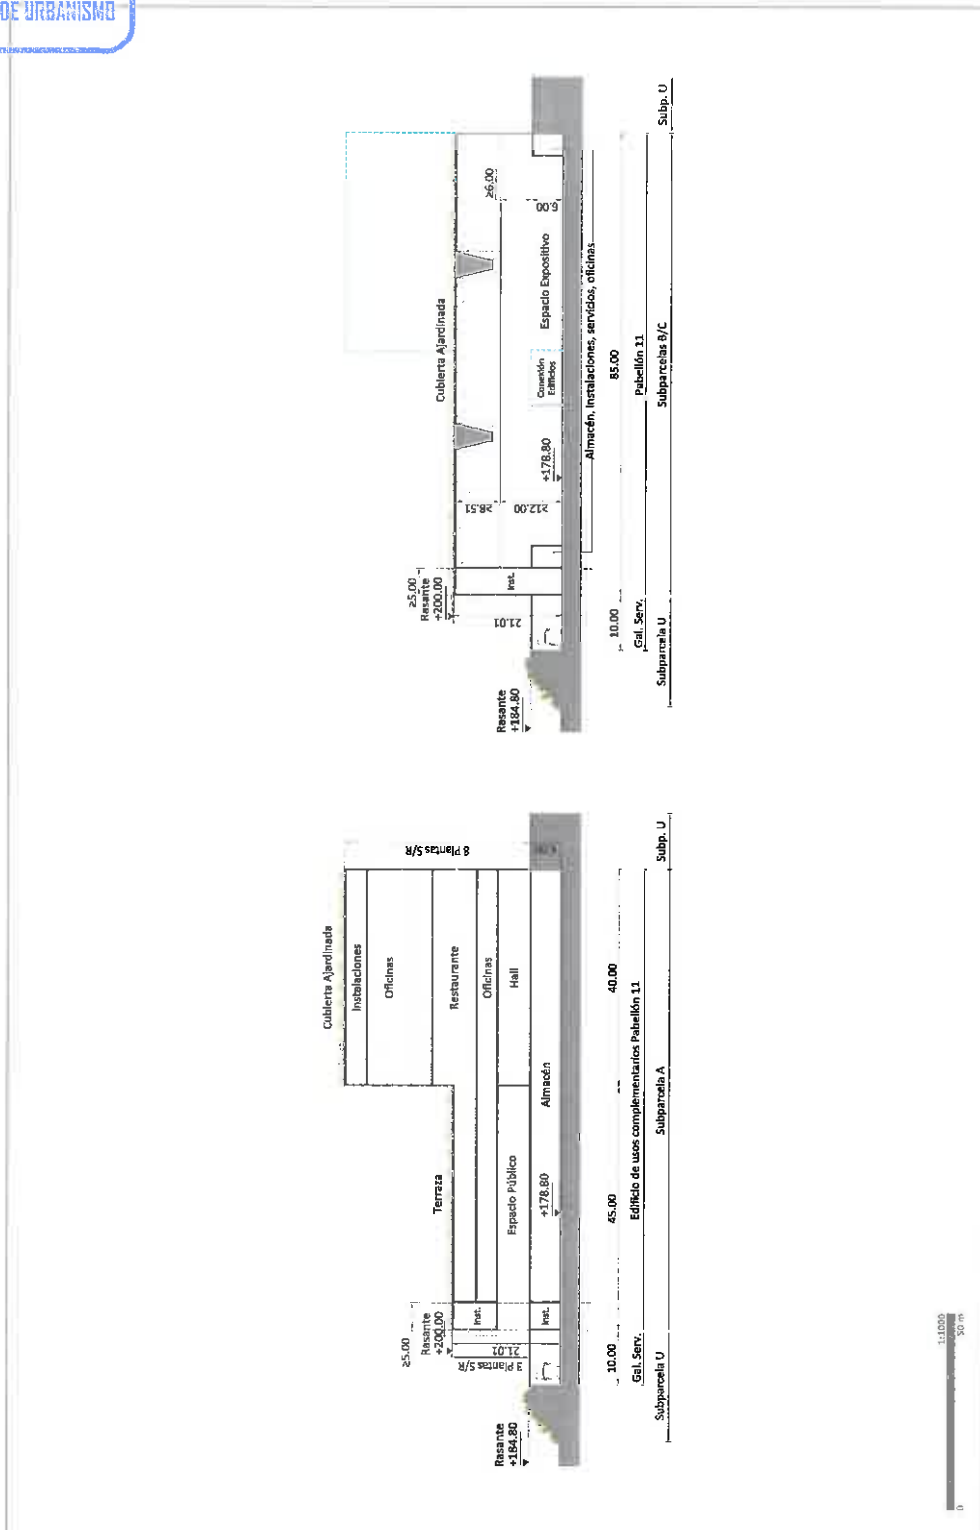 DE URBANISMO
Cubierta Ajardinada
≥5.00
Rasante
+200.00
21.01
Inst.
≥8.51
≥12.00
≥6.00
6.00
+178.80
Conexión
Edificios
Espacio Expositivo
Rasante
+184.80
Almacén, instalaciones, servicios, oficinas
10.00
85.00
Gal. Serv.
Pabellón 11
Subparcela U
Subparcelas B/C
Subp. U
Cubierta Ajardinada
8 Plantas S/R
Instalaciones
Oficinas
Restaurante
Oficinas
Hall
Terraza
≥5.00
Rasante
+200.00
3 Plantas S/R
21.01
Inst.
Inst.
Espacio Público
Almacén
+178.80
Rasante
+184.80
10.00
45.00
40.00
Gal. Serv.
Edificio de usos complementarios Pabellón 11
Subparcela U
Subparcela A
Subp. U
1:1000
0
50 m